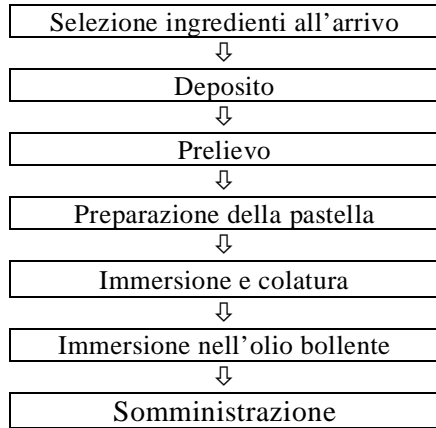 Selezione ingredienti all'arrivo
⇩
Deposito
⇩
Prelievo
⇩
Preparazione della pastella
⇩
Immersione e colatura
⇩
Immersione nell'olio bollente
⇩
Somministrazione